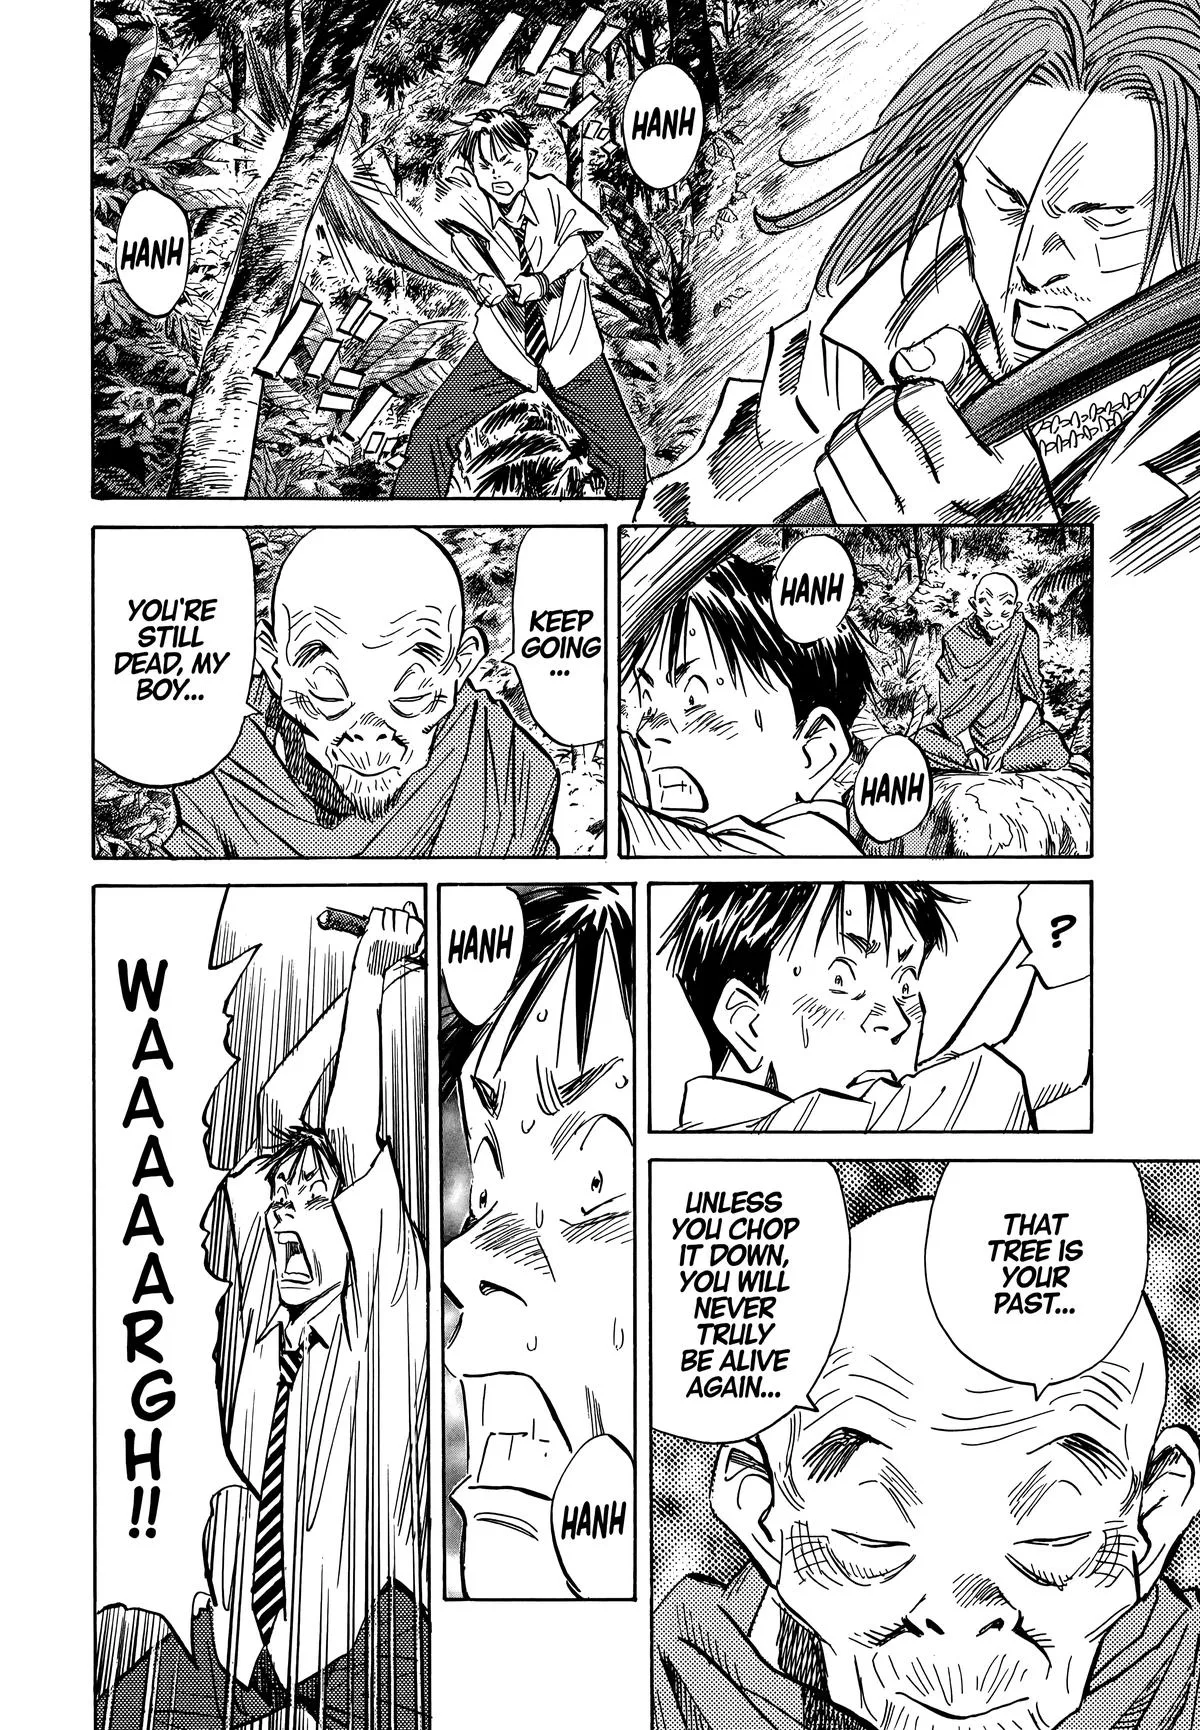 HANH
HANH
HANH
HANH
KEEP
GOING...
YOU'RE
STILL
DEAD, MY
BOY...
?
THAT
TREE IS
YOUR
PAST...
UNLESS
YOU CHOP
IT DOWN,
YOU WILL
NEVER
TRULY
BE ALIVE
AGAIN...
HANH
HANH
WAAAAARGH!!